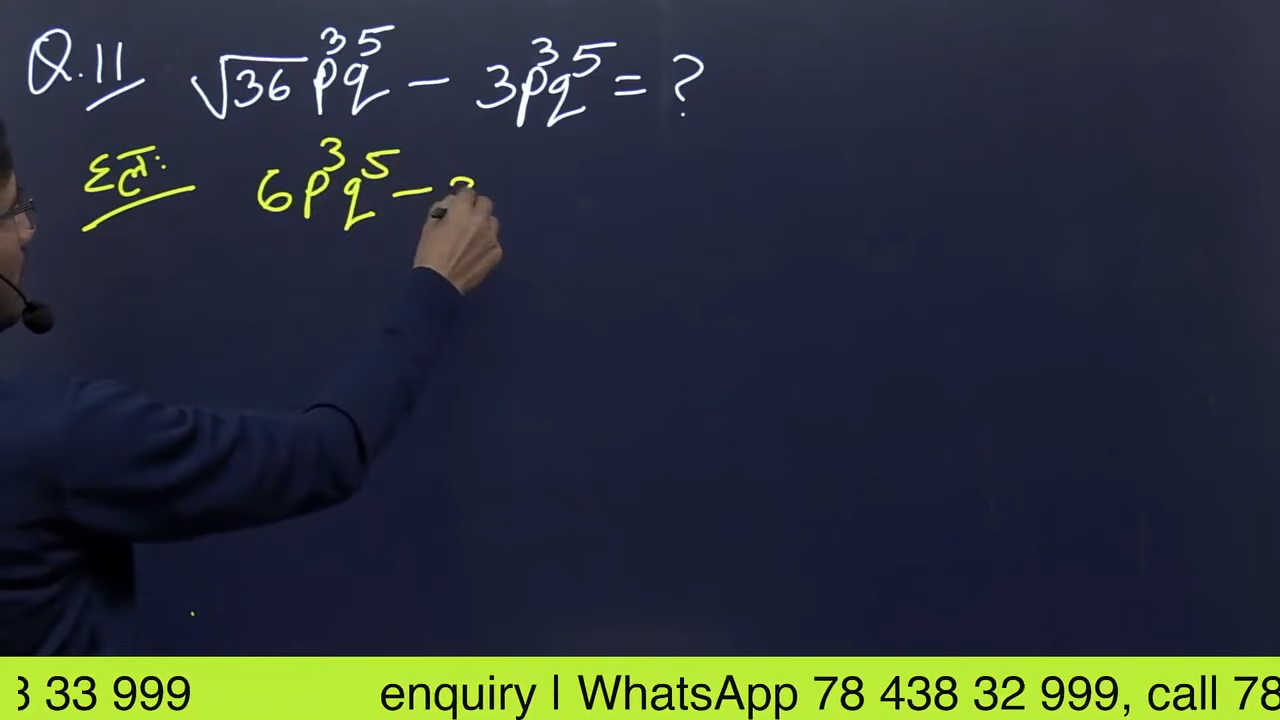 Q.11 √36 p³q⁵ - 3p³q⁵ = ?
हल: 6p³q⁵ -
3 33 999 enquiry | WhatsApp 78 438 32 999, call 78